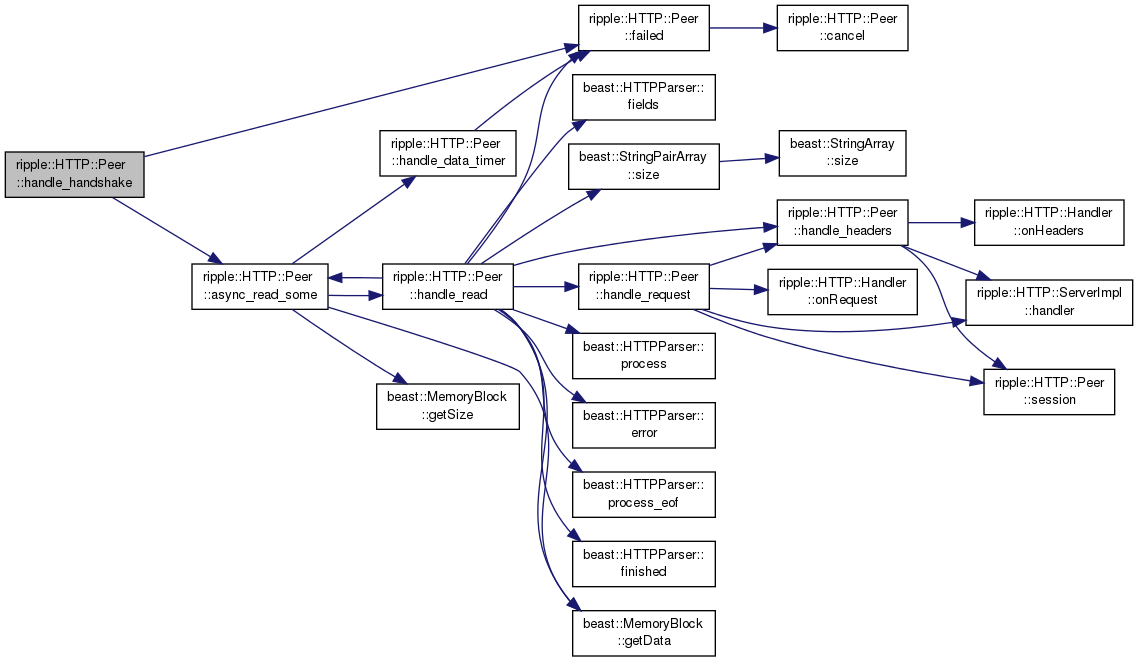 ripple::HTTP::Peer
::handle_handshake
ripple::HTTP::Peer
::async_read_some
ripple::HTTP::Peer
::handle_data_timer
ripple::HTTP::Peer
::handle_read
beast::MemoryBlock
::getSize
ripple::HTTP::Peer
::failed
beast::HTTPParser::
fields
beast::StringPairArray
::size
ripple::HTTP::Peer
::handle_request
beast::HTTPParser::
process
beast::HTTPParser::
error
beast::HTTPParser::
process_eof
beast::HTTPParser::
finished
beast::MemoryBlock
::getData
ripple::HTTP::Peer
::cancel
beast::StringArray
::size
ripple::HTTP::Peer
::handle_headers
ripple::HTTP::Handler
::onRequest
ripple::HTTP::Handler
::onHeaders
ripple::HTTP::ServerImpl
::handler
ripple::HTTP::Peer
::session